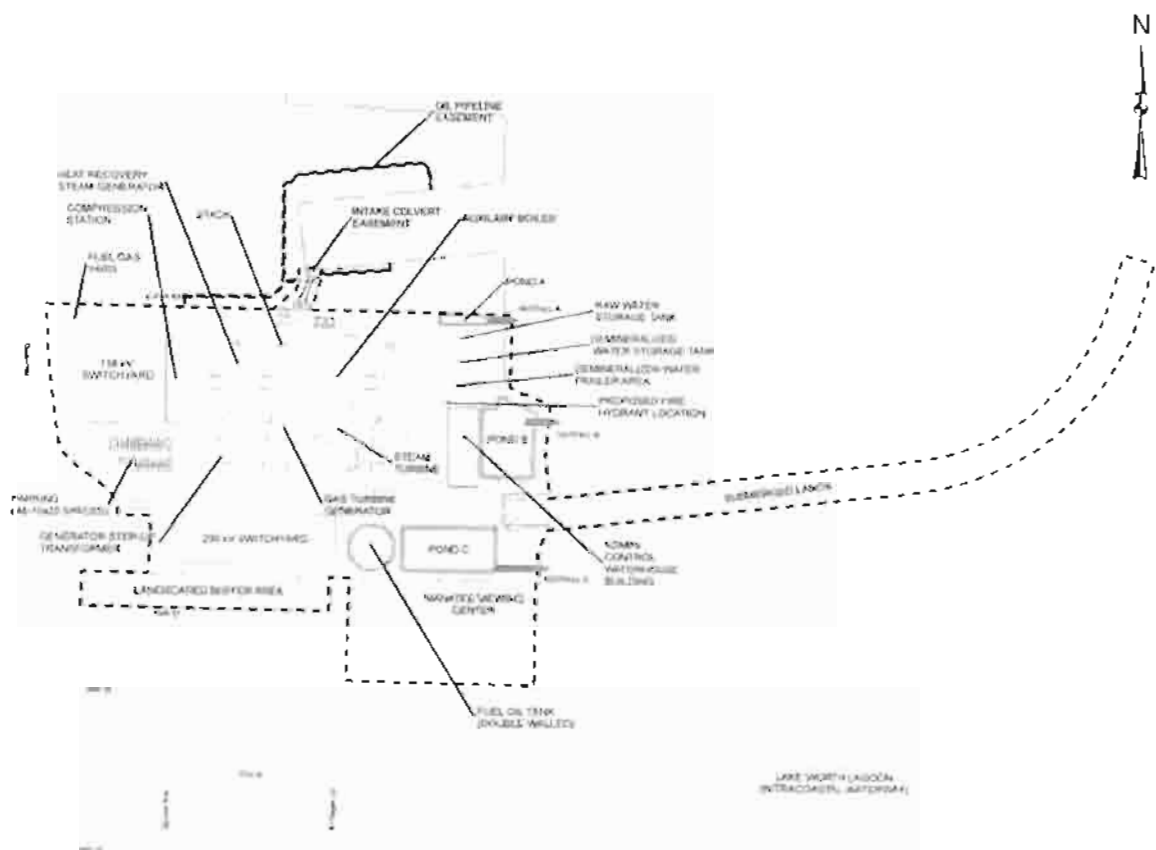 N
OIL PIPELINE
EASEMENT
HEAT RECOVERY
STEAM GENERATOR
COMPRESSION
STATION
STACK
INTAKE CULVERT
EASEMENT
AUXILIARY BOILER
FUEL GAS
YARD
POND A
RAW WATER
STORAGE TANK
DEMINERALIZED
WATER STORAGE TANK
138 kV
SWITCHYARD
DEMINERALIZED WATER
TRAILER AREA
PROPOSED FIRE
HYDRANT LOCATION
POND B
STEAM
TURBINE
SUBMERGED LANDS
PARKING
GAS TURBINE
GENERATOR
GENERATOR STEP-UP
TRANSFORMER
230 kV SWITCHYARD
POND C
ADMIN
CONTROL
WAREHOUSE
BUILDING
LANDSCAPED BUFFER AREA
MANATEE VIEWING
CENTER
FUEL OIL TANK
(DOUBLE WALLED)
LAKE WORTH LAGOON
(INTRACOASTAL WATERWAY)